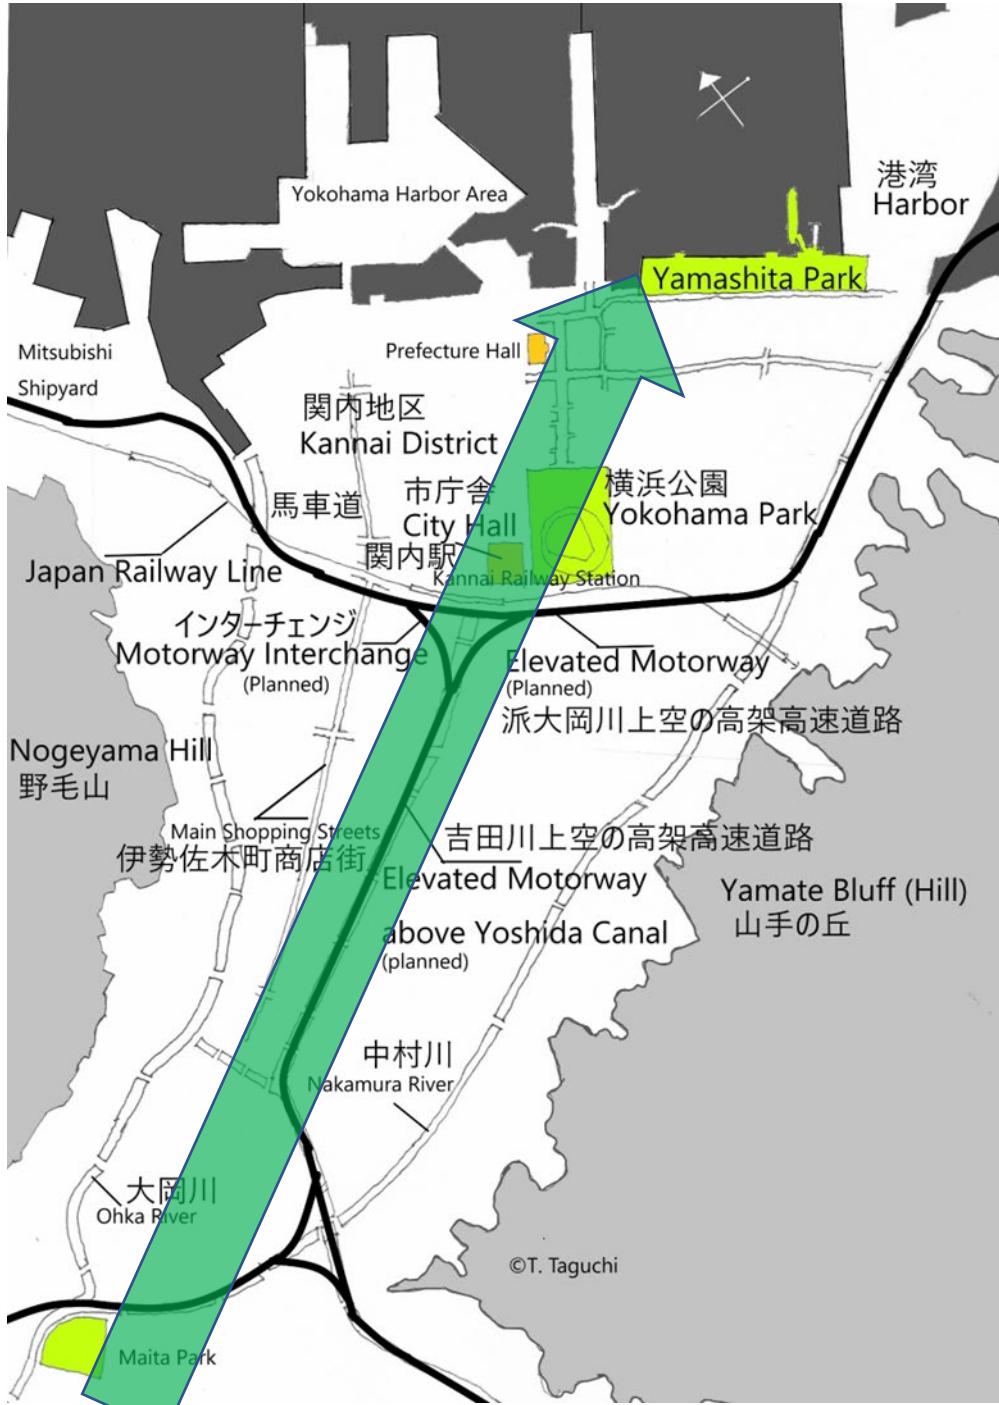 Yokohama Harbor Area
港湾
Harbor
Yamashita Park
Mitsubishi
Shipyard
Prefecture Hall
関内地区
Kannai District
馬車道
市庁舎
City Hall
横浜公園
Yokohama Park
関内駅
Kannai Railway Station
Japan Railway Line
インターチェンジ
Motorway Interchange
(Planned)
Elevated Motorway
(Planned)
派大岡川上空の高架高速道路
Nogeyama Hill
野毛山
Main Shopping Streets
伊勢佐木町商店街
吉田川上空の高架高速道路
Elevated Motorway
above Yoshida Canal
(planned)
Yamate Bluff (Hill)
山手の丘
中村川
Nakamura River
大岡川
Ohka River
©T. Taguchi
Maita Park